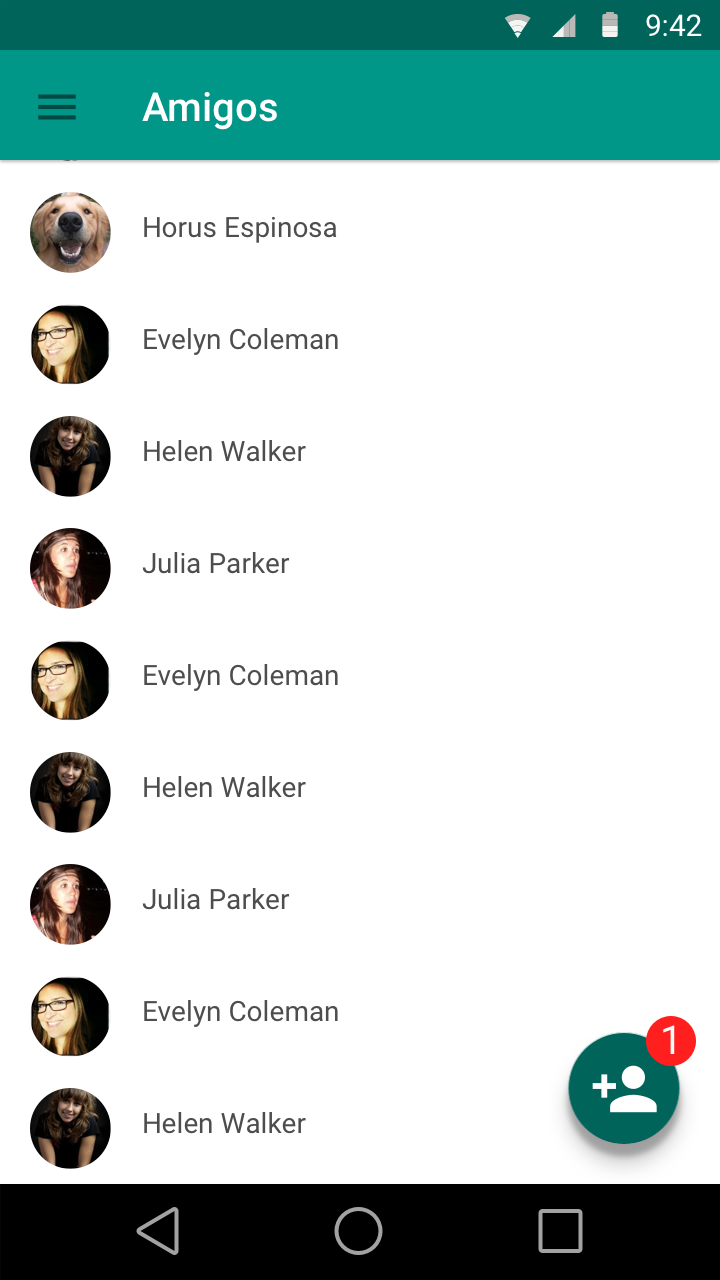 9:42
Amigos
Horus Espinosa
Evelyn Coleman
Helen Walker
Julia Parker
Evelyn Coleman
Helen Walker
Julia Parker
Evelyn Coleman
1
Helen Walker